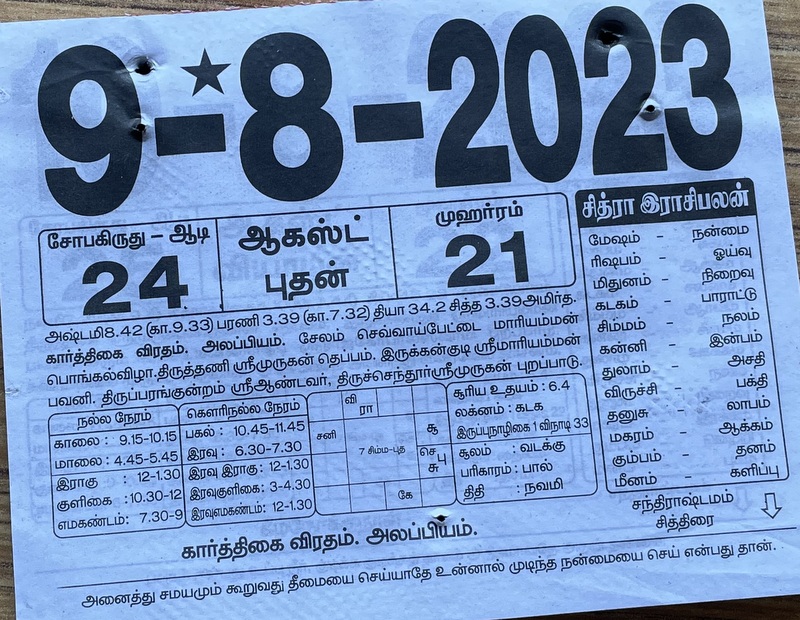 9-★8-2023
சோபகிருது - ஆடி
24
ஆகஸ்ட்
புதன்
முஹர்ரம்
21
அஷ்டமி8.42 (கா.9.33) பரணி 3.39 (கா.7.32) தியா 34.2 சித்த 3.39அமிர்த.
கார்த்திகை விரதம். அலப்பியம். சேலம் செவ்வாய்பேட்டை மாரியம்மன்
பொங்கல்விழா.திருத்தணி ஸ்ரீமுருகன் தெப்பம். இருக்கன்குடி ஸ்ரீமாரியம்மன்
பவனி. திருப்பரங்குன்றம் ஸ்ரீஆண்டவர், திருச்செந்தூர்ஸ்ரீமுருகன் புறப்பாடு.
நல்ல நேரம்
காலை : 9.15-10.15
மாலை: 4.45-5.45
இராகு : 12-1.30
குளிகை : 10.30-12
எமகண்டம்: 7.30-9
கௌரிநல்ல நேரம்
பகல் : 10.45-11.45
இரவு : 6.30-7.30
இரவு இராகு: 12-1.30
இரவுகுளிகை: 3-4.30
இரவுஎமகண்டம்: 12-1.30
வி
ரா
சனி
7 சிம்ம-புத
சூ
செ
பு
சு
கே
சூரிய உதயம் : 6.4
லக்னம் : கடக
இருப்புநாழிகை 1 விநாடி 33
சூலம் : வடக்கு
பரிகாரம் : பால்
திதி : நவமி
சித்ரா இராசிபலன்
மேஷம் - நன்மை
ரிஷபம் - ஓய்வு
மிதுனம் - நிறைவு
கடகம் - பாராட்டு
சிம்மம் - நலம்
கன்னி - இன்பம்
துலாம் - அசதி
விருச்சி - பக்தி
தனுசு - லாபம்
மகரம் - ஆக்கம்
கும்பம் - தனம்
மீனம் - களிப்பு
சந்திராஷ்டமம்
சித்திரை
கார்த்திகை விரதம். அலப்பியம்.
அனைத்து சமயமும் கூறுவது தீமையை செய்யாதே உன்னால் முடிந்த நன்மையை செய் என்பது தான்.